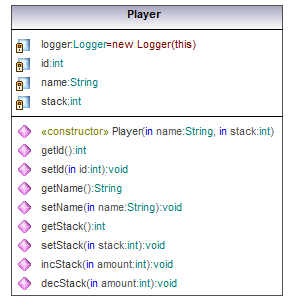 Player
logger:Logger=new Logger(this)
id:int
name:String
stack:int
«constructor» Player(in name:String, in stack:int)
getId():int
setId(in id:int):void
getName():String
setName(in name:String):void
getStack():int
setStack(in stack:int):void
incStack(in amount:int):void
decStack(in amount:int):void